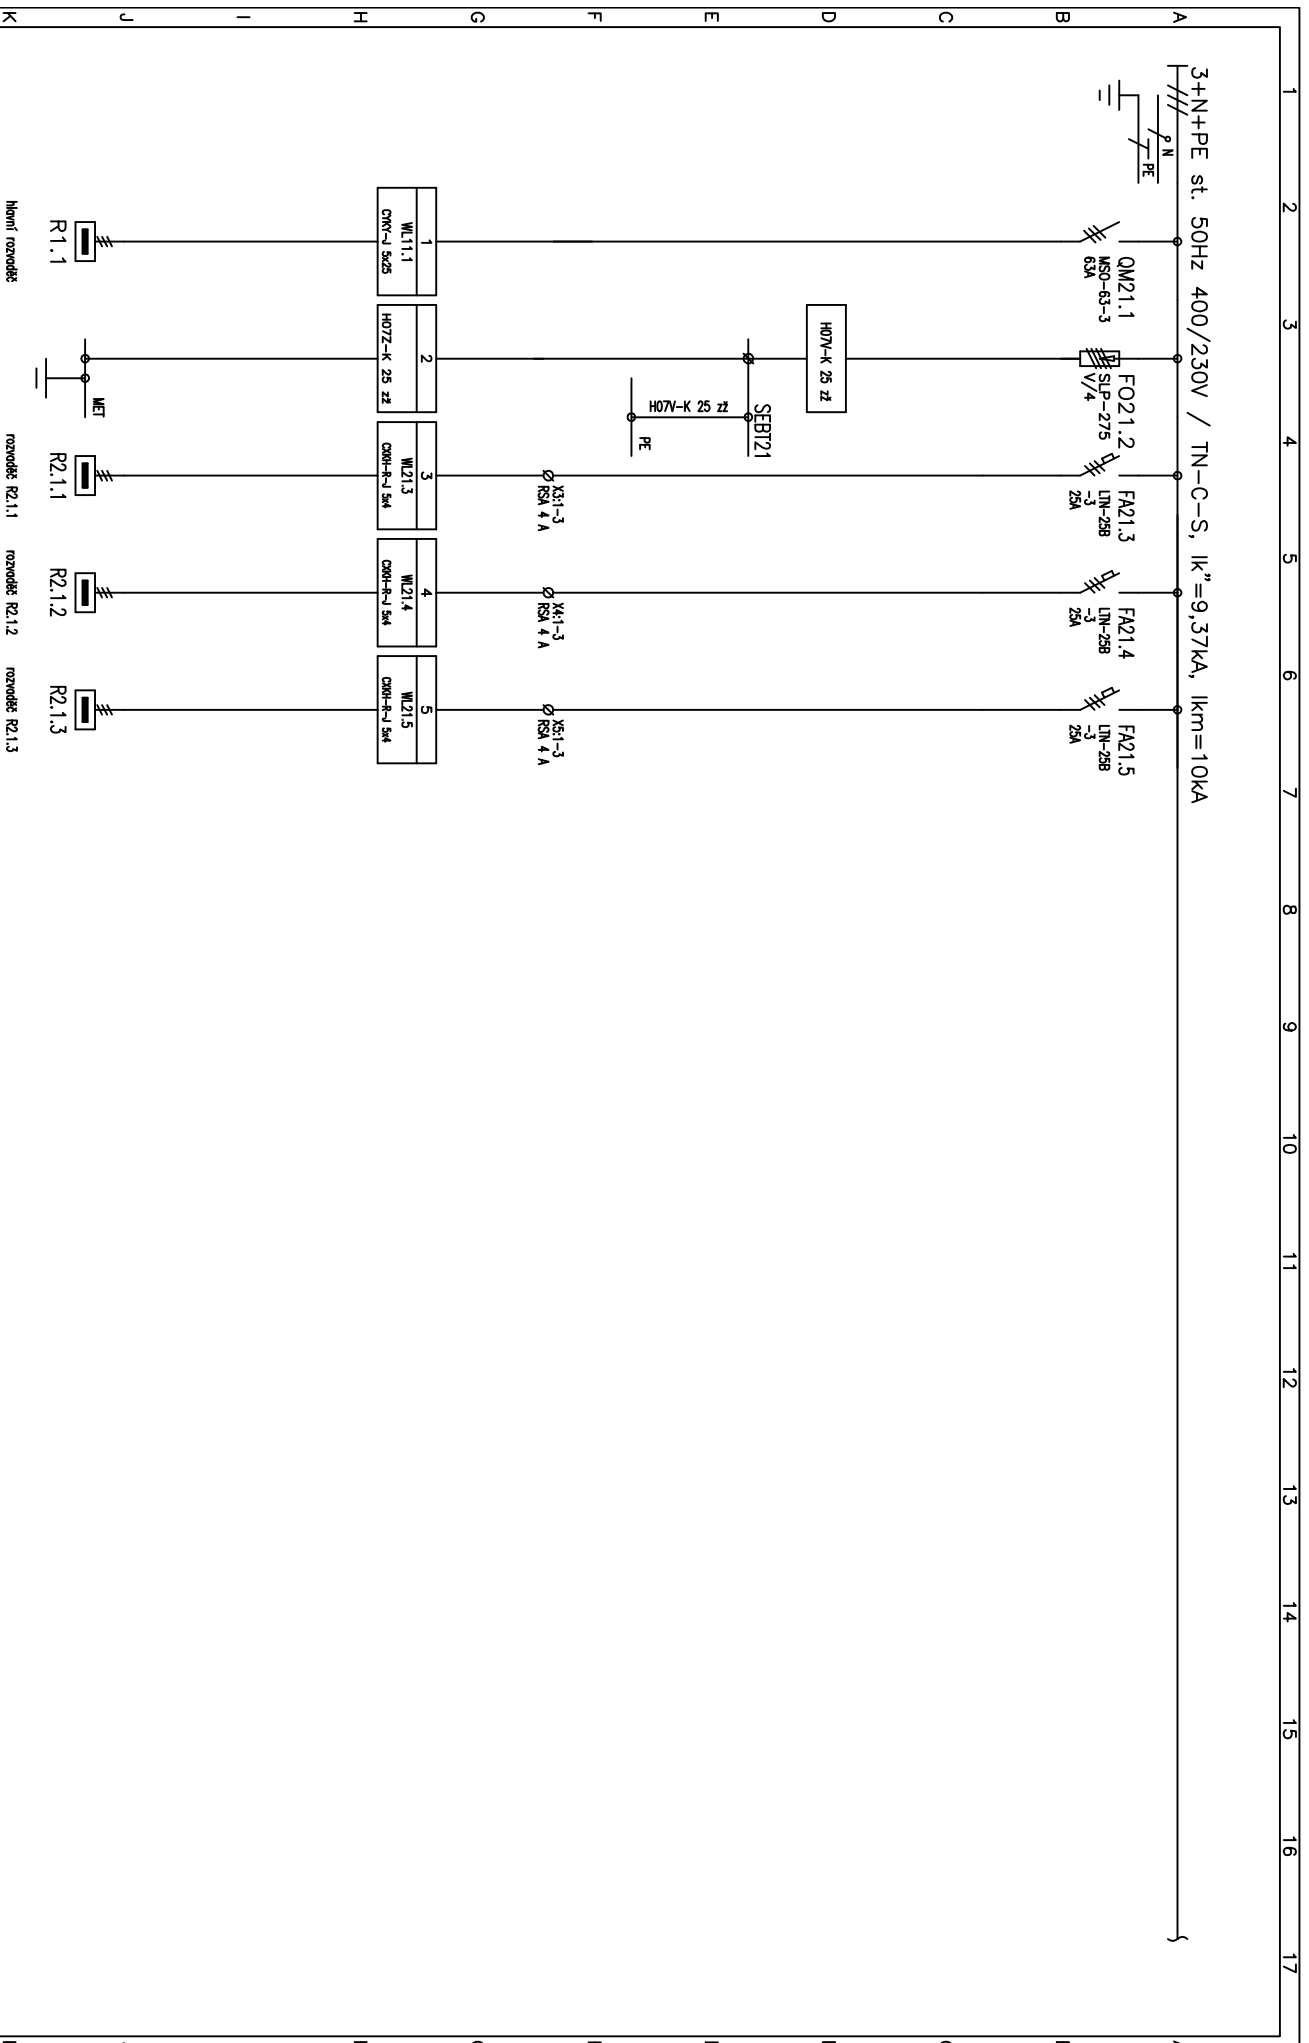 1
2
3
4
5
6
7
8
9
10
11
12
13
14
15
16
17
A
B
C
D
E
F
G
H
I
J
K
3+N+PE st. 50Hz 400/230V / TN-C-S, Ik"=9,37kA, Ikm=10kA
N
PE
QM21.1
MSO-63-3
63A
FO21.2
SLP-275
V/4
FA21.3
LTN-25B
-3
25A
FA21.4
LTN-25B
-3
25A
FA21.5
LTN-25B
-3
25A
H07V-K 25 zž
SEBT21
H07V-K 25 zž
PE
X3:1-3
RSA 4 A
X4:1-3
RSA 4 A
X5:1-3
RSA 4 A
1
WL11.1
CYKY-J 5x25
2
H07Z-K 25 zž
3
WL21.3
CXKH-R-J 5x4
4
WL21.4
CXKH-R-J 5x4
5
WL21.5
CXKH-R-J 5x4
MET
R1.1
R2.1.1
R2.1.2
R2.1.3
hlavní rozvaděč
rozvaděč R2.1.1
rozvaděč R2.1.2
rozvaděč R2.1.3